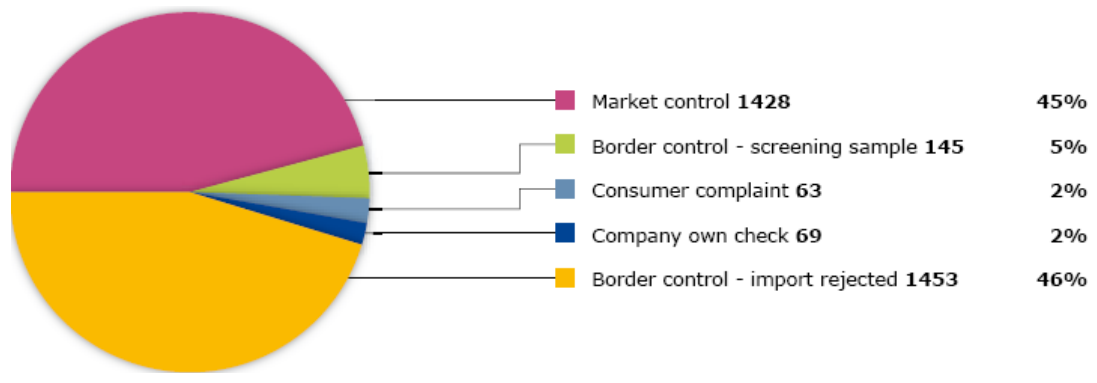 Market control 1428 45%
Border control - screening sample 145 5%
Consumer complaint 63 2%
Company own check 69 2%
Border control - import rejected 1453 46%